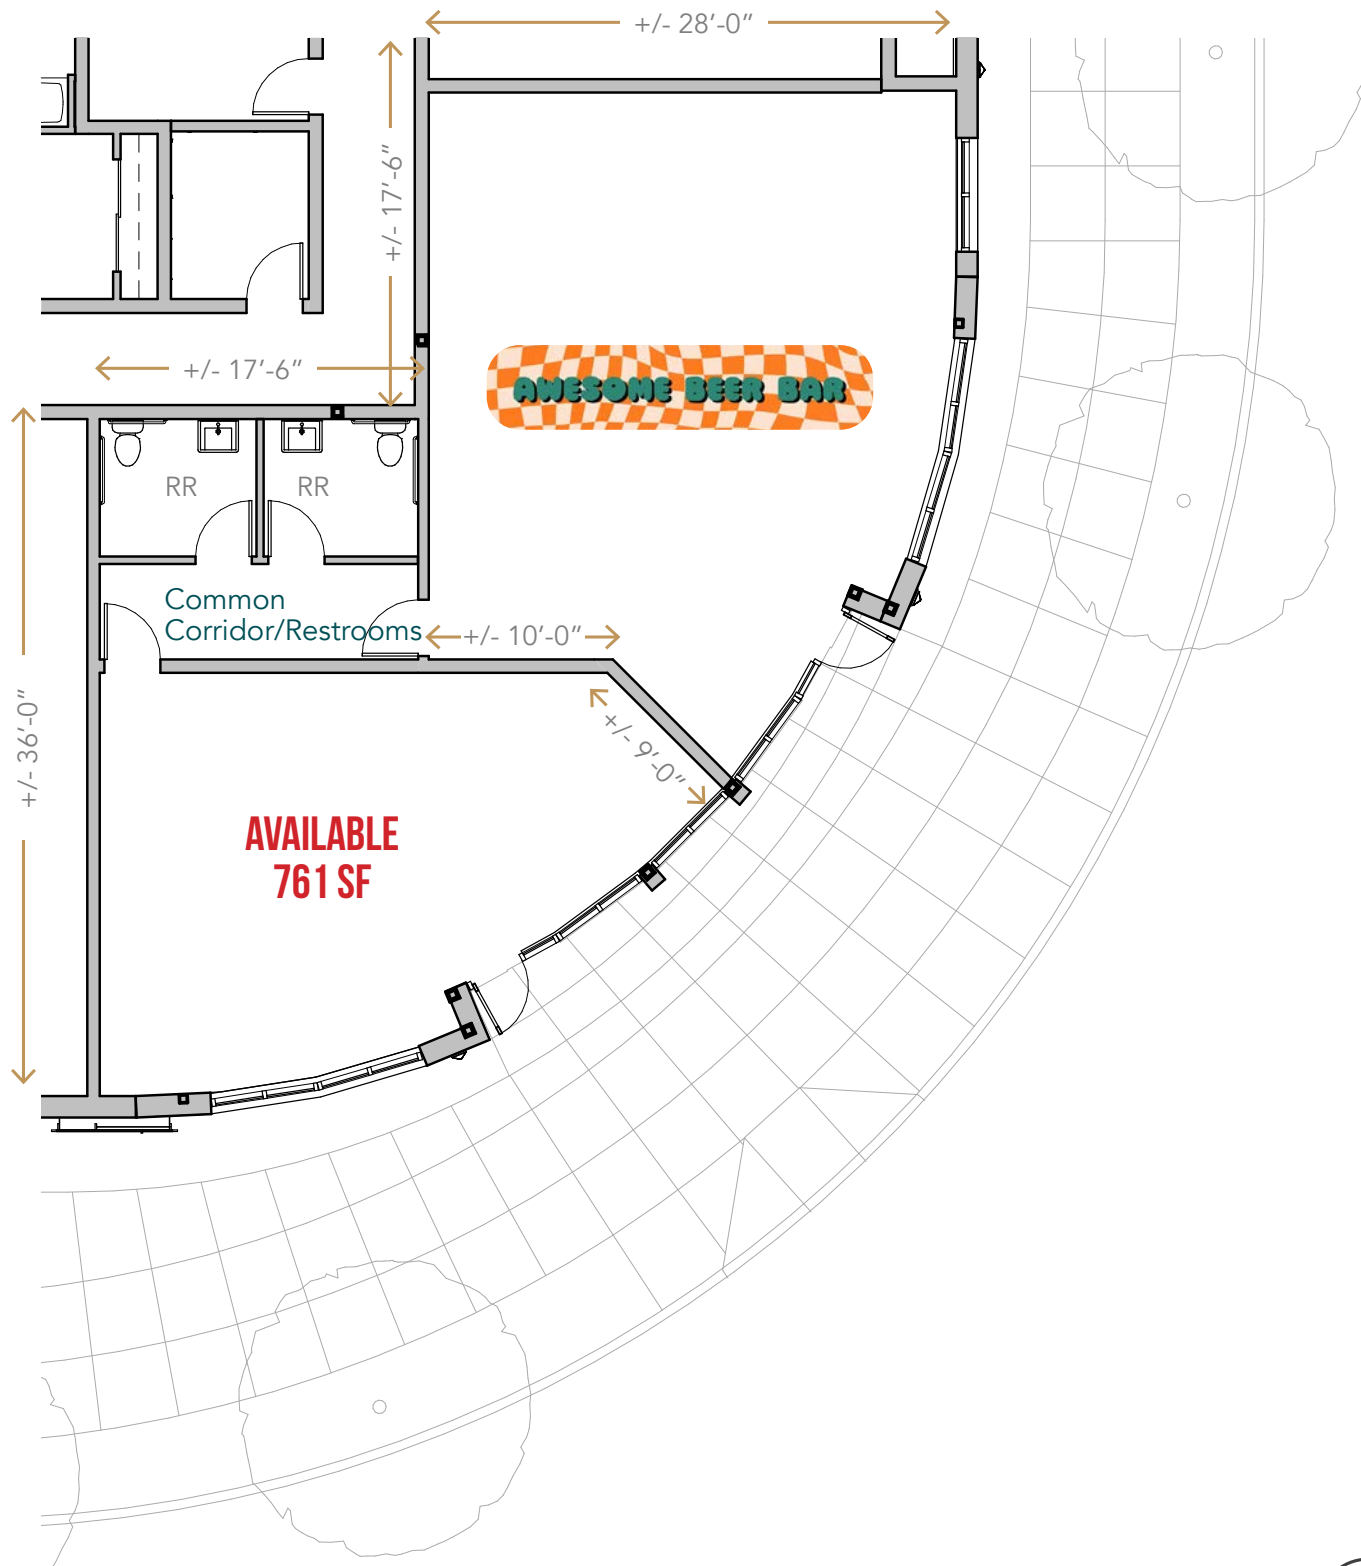 +/- 28’-0”
+/- 17’-6”
+/- 17’-6”
AWESOME BEER BAR
RR
RR
Common
Corridor/Restrooms
+/- 10’-0”
+/- 9’-0”
+/- 36’-0”
AVAILABLE
761 SF